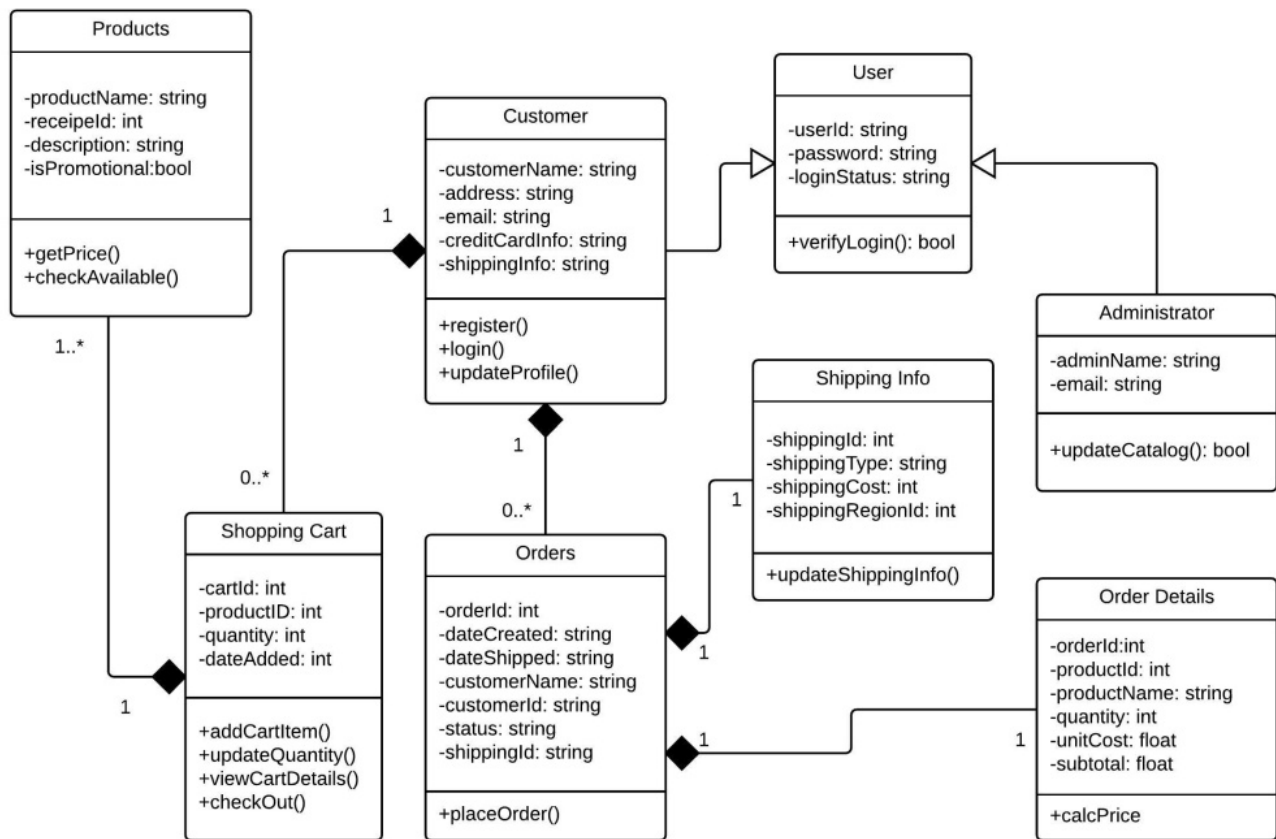 Products
-productName: string
-receipeId: int
-description: string
-isPromotional:bool
+getPrice()
+checkAvailable()
1..*
1
Customer
-customerName: string
-address: string
-email: string
-creditCardInfo: string
-shippingInfo: string
+register()
+login()
+updateProfile()
1
0..*
1
0..*
User
-userId: string
-password: string
-loginStatus: string
+verifyLogin(): bool
Administrator
-adminName: string
-email: string
+updateCatalog(): bool
Shipping Info
-shippingId: int
-shippingType: string
-shippingCost: int
-shippingRegionId: int
+updateShippingInfo()
1
1
Shopping Cart
-cartId: int
-productID: int
-quantity: int
-dateAdded: int
+addCartItem()
+updateQuantity()
+viewCartDetails()
+checkOut()
Orders
-orderId: int
-dateCreated: string
-dateShipped: string
-customerName: string
-customerId: string
-status: string
-shippingId: string
+placeOrder()
1
1
Order Details
-orderId:int
-productId: int
-productName: string
-quantity: int
-unitCost: float
-subtotal: float
+calcPrice